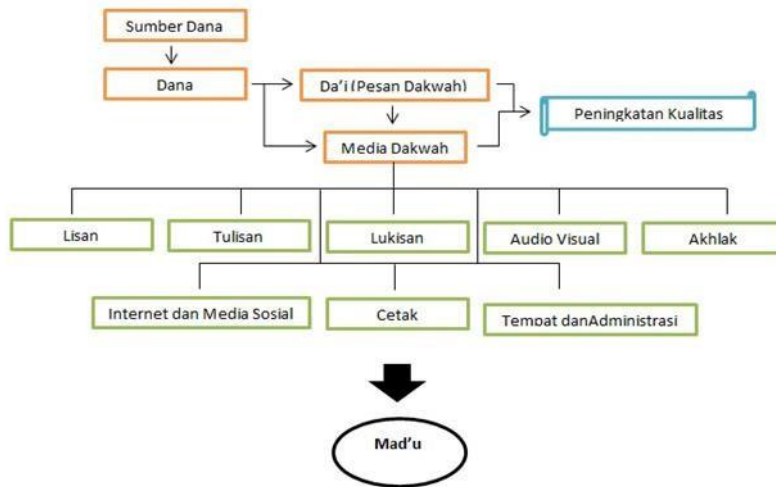 Sumber Dana
Dana
Da'i (Pesan Dakwah)
Peningkatan Kualitas
Media Dakwah
Lisan
Tulisan
Lukisan
Audio Visual
Akhlak
Internet dan Media Sosial
Cetak
Tempat danAdministrasi
Mad'u